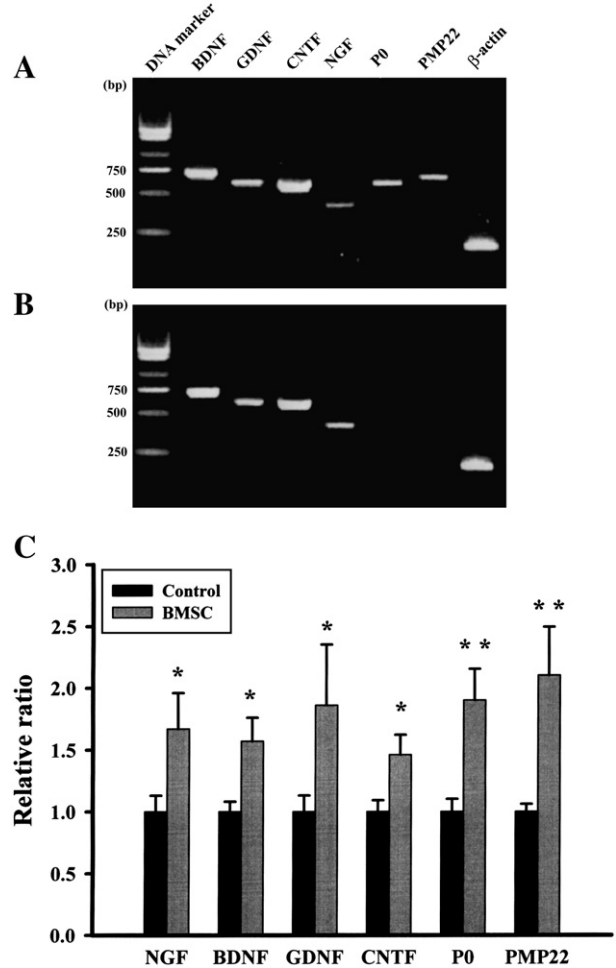 DNA marker
BDNF
GDNF
CNTF
NGF
P0
PMP22
β-actin
A
(bp)
750
500
250
B
(bp)
750
500
250
C
3.0
2.5
2.0
1.5
1.0
0.5
0.0
Relative ratio
Control
BMSC
*
*
*
*
* *
* *
NGF BDNF GDNF CNTF P0 PMP22